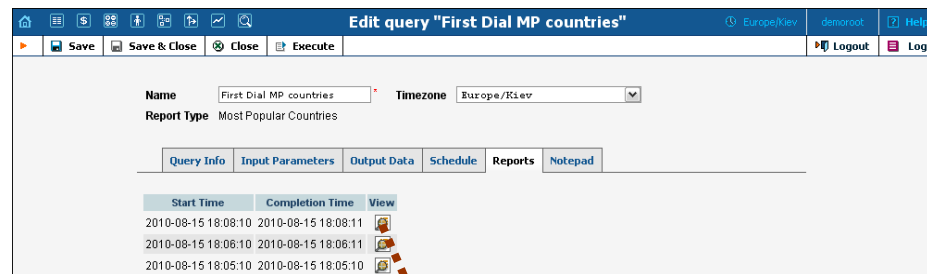 Edit query "First Dial MP countries" Europe/Kiev demoroot ? Help
Save Save & Close Close Execute Logout Log
Name First Dial MP countries * Timezone Europe/Kiev
Report Type Most Popular Countries
Query Info Input Parameters Output Data Schedule Reports Notepad
Start Time Completion Time View
2010-08-15 18:08:10 2010-08-15 18:08:11
2010-08-15 18:06:10 2010-08-15 18:06:11
2010-08-15 18:05:10 2010-08-15 18:05:10